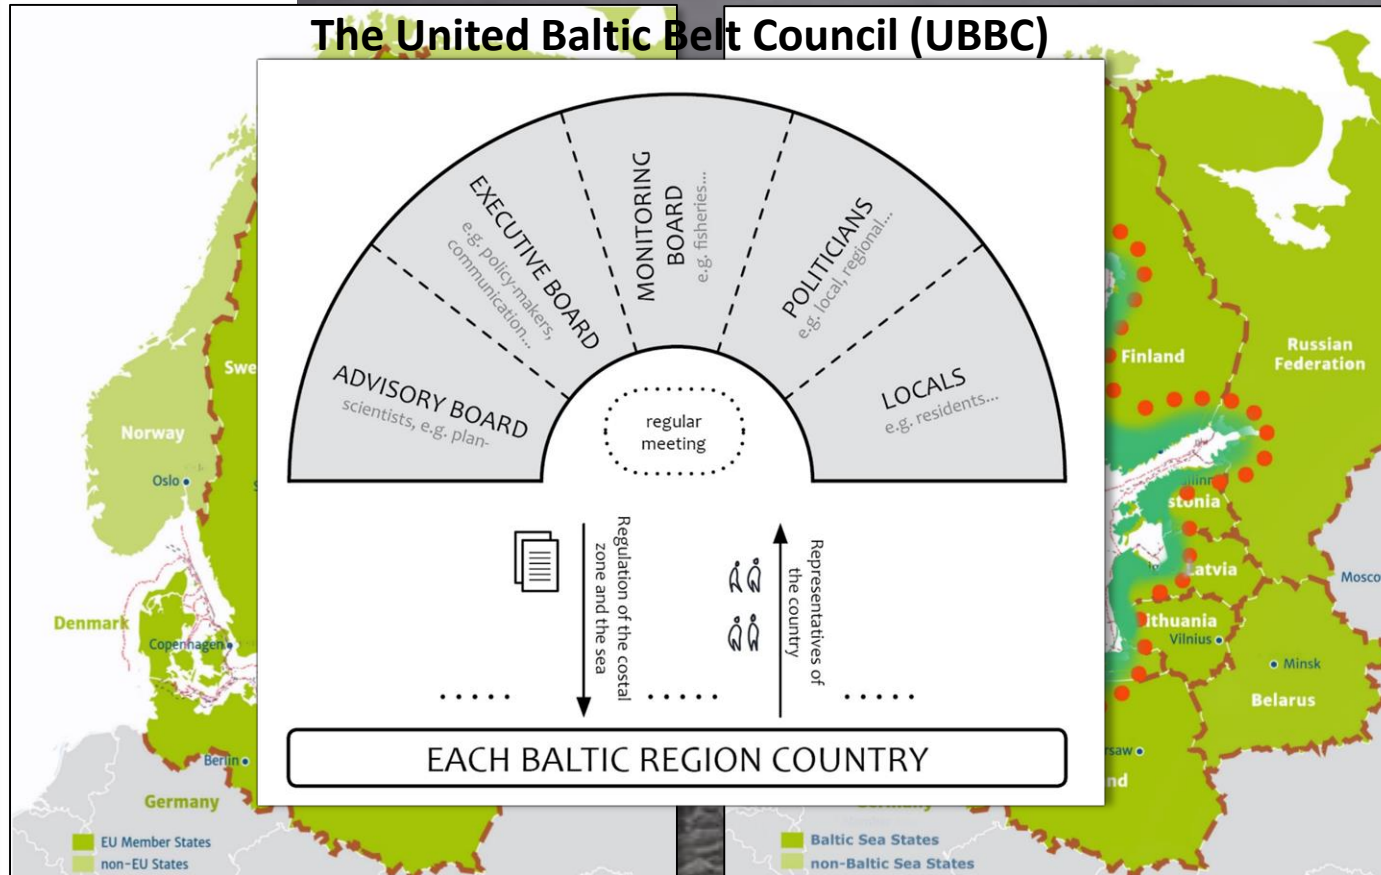 The United Baltic Belt Council (UBBC)
ADVISORY BOARD
scientists, e.g. plan-
EXECUTIVE BOARD
e.g. policy-makers,
communication...
MONITORING
BOARD
e.g. fisheries...
POLITICIANS
e.g. local, regional...
LOCALS
e.g. residents...
regular
meeting
Regulation of the costal
zone and the sea
Representatives of
the country
EACH BALTIC REGION COUNTRY
Swe
Norway
Oslo
Denmark
Copenhagen
Berlin
Germany
EU Member States
non-EU States
Finland
Russian
Federation
stonia
Latvia
ithuania
Vilnius
Minsk
Belarus
Mosco
rsaw
nd
Baltic Sea States
non-Baltic Sea States